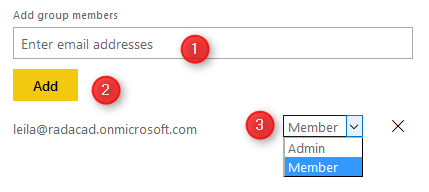 Add group members
Enter email addresses 1
Add 2
leila@radacad.onmicrosoft.com 3 Member
Admin
Member